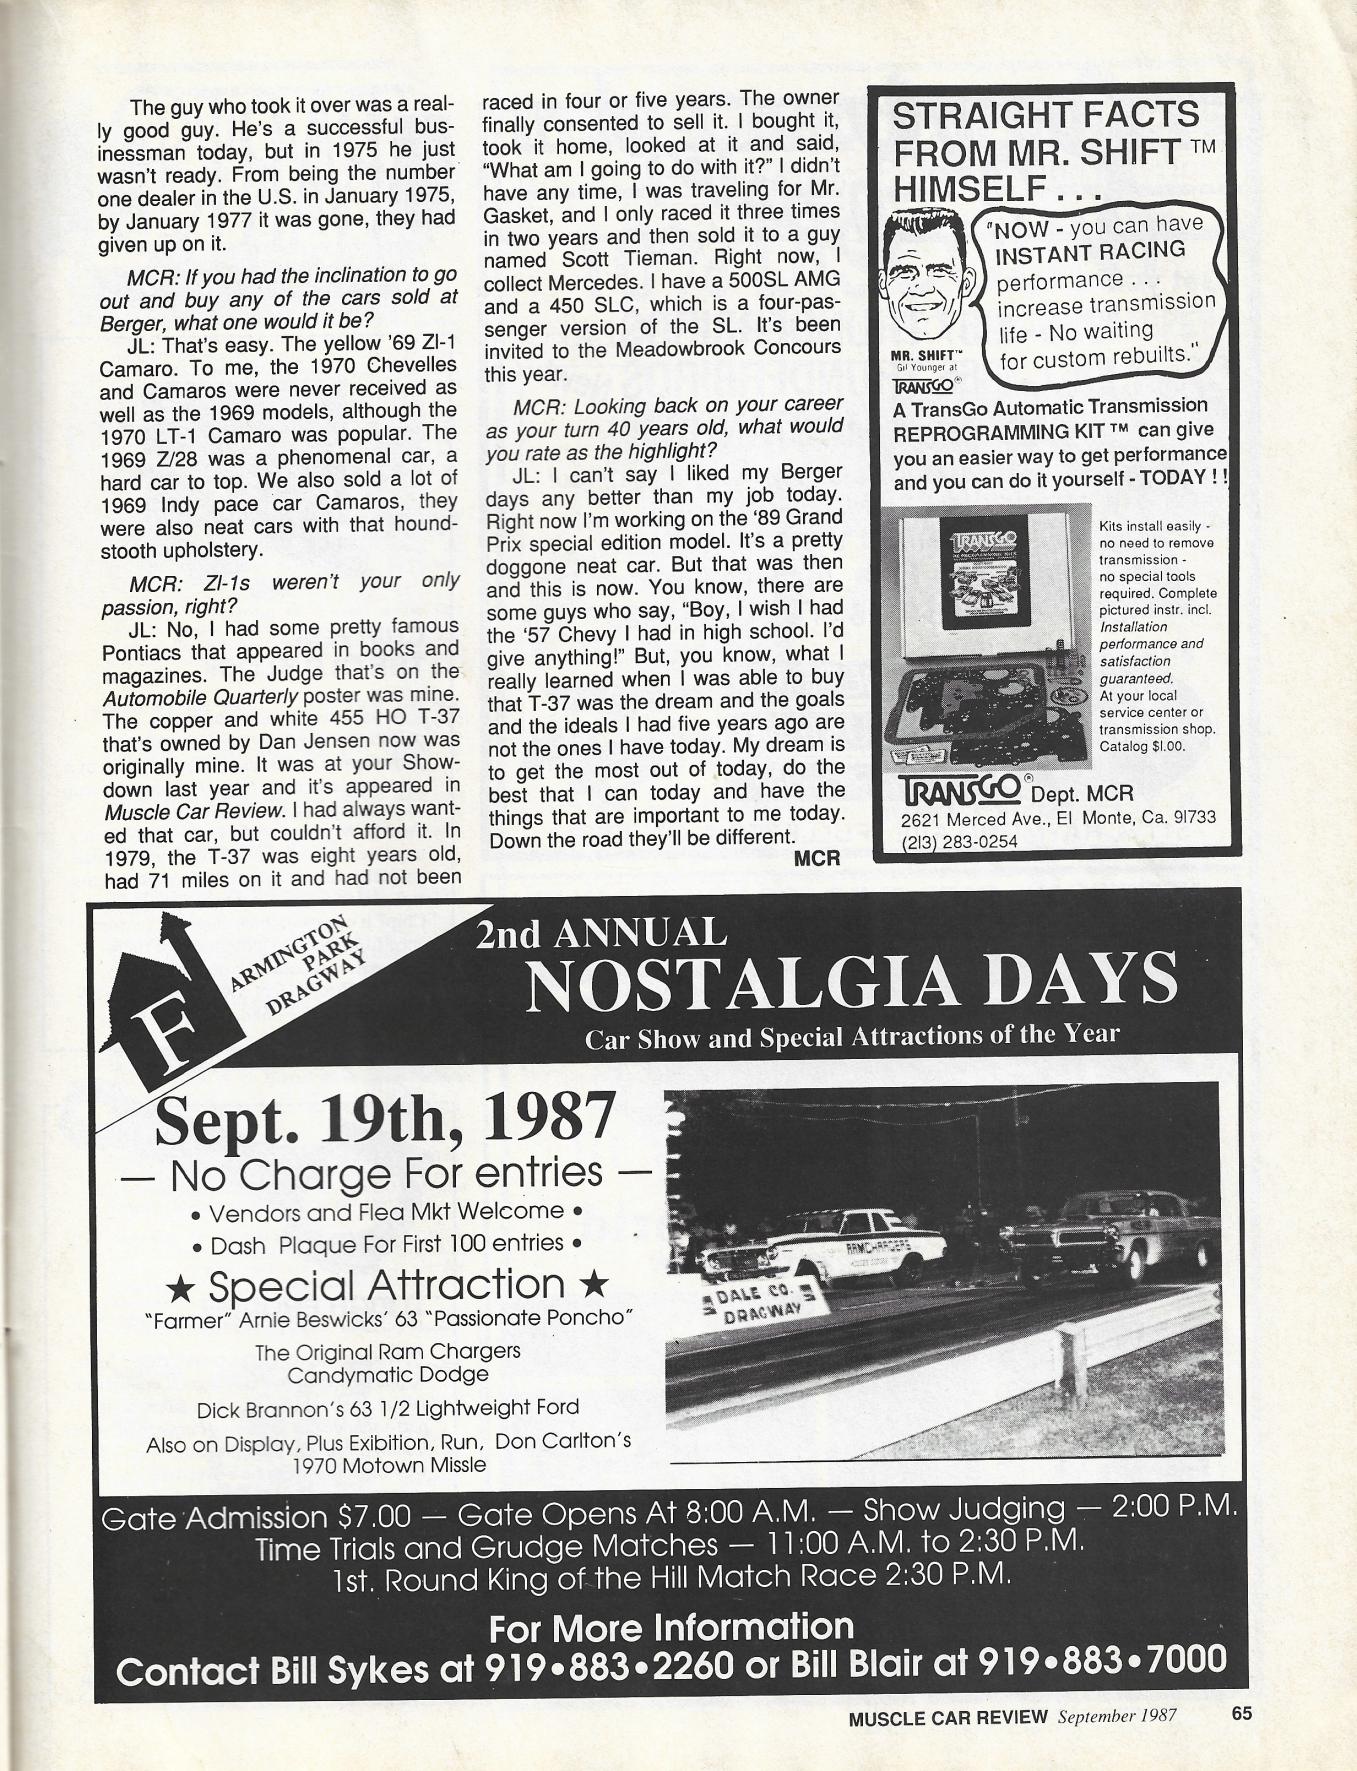 The guy who took it over was a real-
ly good guy. He's a successful bus-
inessman today, but in 1975 he just
wasn't ready. From being the number
one dealer in the U.S. in January 1975,
by January 1977 it was gone, they had
given up on it.
MCR: If you had the inclination to go
out and buy any of the cars sold at
Berger, what one would it be?
JL: That's easy. The yellow '69 Zl-1
Camaro. To me, the 1970 Chevelles
and Camaros were never received as
well as the 1969 models, although the
1970 LT-1 Camaro was popular. The
1969 Z/28 was a phenomenal car, a
hard car to top. We also sold a lot of
1969 Indy pace car Camaros, they
were also neat cars with that hound-
stooth upholstery.
MCR: Zl-1s weren't your only
passion, right?
JL: No, I had some pretty famous
Pontiacs that appeared in books and
magazines. The Judge that's on the
Automobile Quarterly poster was mine.
The copper and white 455 HO T-37
that's owned by Dan Jensen now was
originally mine. It was at your Show-
down last year and it's appeared in
Muscle Car Review. I had always want-
ed that car, but couldn't afford it. In
1979, the T-37 was eight years old,
had 71 miles on it and had not been
raced in four or five years. The owner
finally consented to sell it. I bought it,
took it home, looked at it and said,
“What am I going to do with it?” I didn't
have any time, I was traveling for Mr.
Gasket, and I only raced it three times
in two years and then sold it to a guy
named Scott Tieman. Right now, I
collect Mercedes. I have a 500SL AMG
and a 450 SLC, which is a four-pas-
senger version of the SL. It's been
invited to the Meadowbrook Concours
this year.
MCR: Looking back on your career
as your turn 40 years old, what would
you rate as the highlight?
JL: I can't say I liked my Berger
days any better than my job today.
Right now I'm working on the '89 Grand
Prix special edition model. It's a pretty
doggone neat car. But that was then
and this is now. You know, there are
some guys who say, “Boy, I wish I had
the '57 Chevy I had in high school. I'd
give anything!” But, you know, what I
really learned when I was able to buy
that T-37 was the dream and the goals
and the ideals I had five years ago are
not the ones I have today. My dream is
to get the most out of today, do the
best that I can today and have the
things that are important to me today.
Down the road they'll be different.
MCR
STRAIGHT FACTS
FROM MR. SHIFT ™
HIMSELF . . .
"NOW - you can have
INSTANT RACING
performance . . .
increase transmission
life - No waiting
for custom rebuilts."
MR. SHIFT™
Gil Younger at
TRANSGO®
A TransGo Automatic Transmission
REPROGRAMMING KIT ™ can give
you an easier way to get performance
and you can do it yourself - TODAY ! !
TRANSGO
Kits install easily -
no need to remove
transmission -
no special tools
required. Complete
pictured instr. incl.
Installation
performance and
satisfaction
guaranteed.
At your local
service center or
transmission shop.
Catalog $1.00.
TRANSGO® Dept. MCR
2621 Merced Ave., El Monte, Ca. 91733
(213) 283-0254
F
ARMINGTON
PARK
DRAGWAY
2nd ANNUAL
NOSTALGIA DAYS
Car Show and Special Attractions of the Year
Sept. 19th, 1987
— No Charge For entries —
• Vendors and Flea Mkt Welcome •
• Dash Plaque For First 100 entries •
★ Special Attraction ★
“Farmer” Arnie Beswicks' 63 “Passionate Poncho”
The Original Ram Chargers
Candymatic Dodge
Dick Brannon's 63 1/2 Lightweight Ford
Also on Display, Plus Exibition, Run, Don Carlton's
1970 Motown Missle
RAMCHARGERS
DALE CO.
DRAGWAY
Gate Admission $7.00 — Gate Opens At 8:00 A.M. — Show Judging — 2:00 P.M.
Time Trials and Grudge Matches — 11:00 A.M. to 2:30 P.M.
1st. Round King of the Hill Match Race 2:30 P.M.
For More Information
Contact Bill Sykes at 919•883•2260 or Bill Blair at 919•883•7000
MUSCLE CAR REVIEW September 1987 65